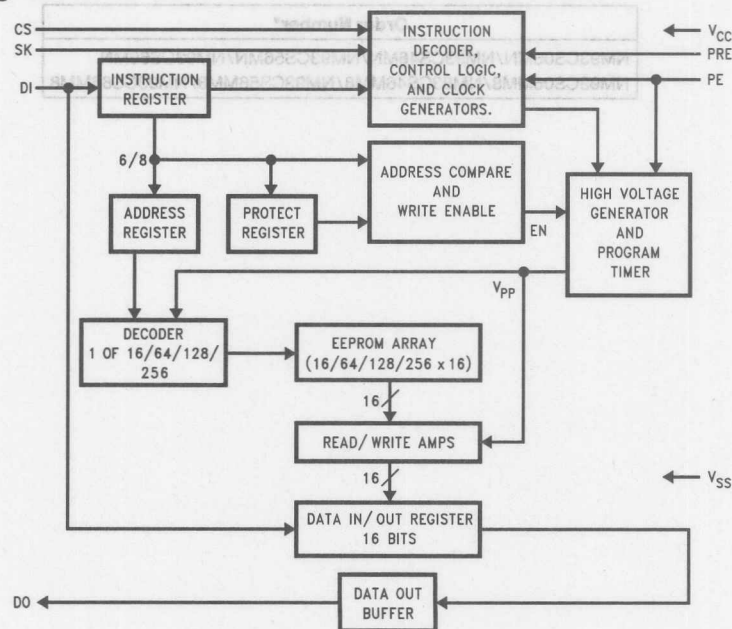 CS
SK
DI
INSTRUCTION
DECODER,
CONTROL LOGIC,
AND CLOCK
GENERATORS.
VCC
PRE
PE
INSTRUCTION
REGISTER
6/8
ADDRESS
REGISTER
PROTECT
REGISTER
ADDRESS COMPARE
AND
WRITE ENABLE
EN
HIGH VOLTAGE
GENERATOR
AND
PROGRAM
TIMER
VPP
DECODER
1 OF 16/64/128/
256
EEPROM ARRAY
(16/64/128/256 x 16)
16
READ/WRITE AMPS
16
VSS
DATA IN/OUT REGISTER
16 BITS
DO
DATA OUT
BUFFER
Order Number*